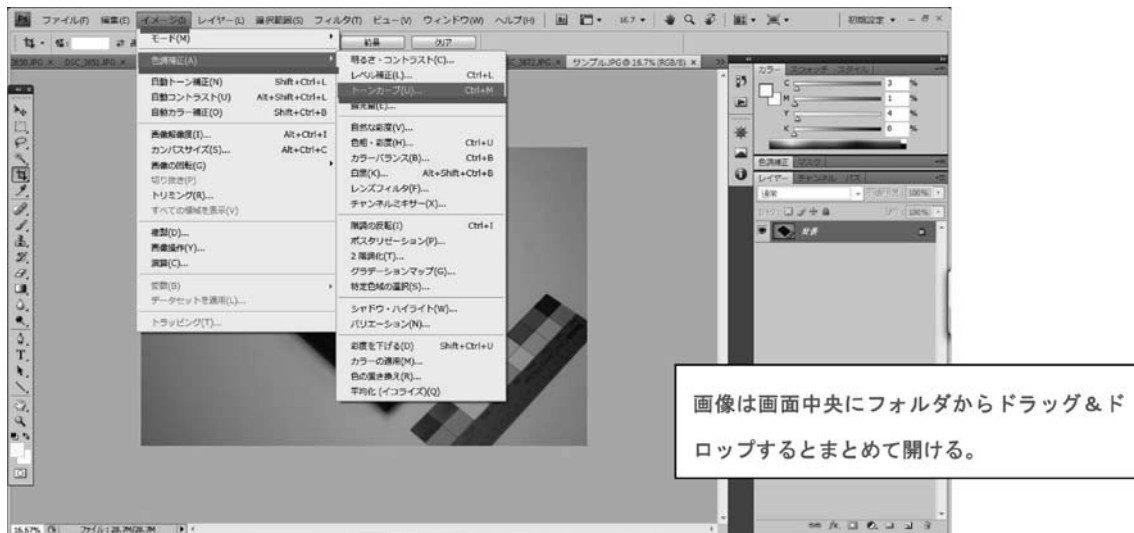 Ps ファイル(F) 編集(E) イメージ(I) レイヤー(L) 選択範囲(S) フィルタ(T) ビュー(V) ウィンドウ(W) ヘルプ(H) 16.7 初期設定
幅: 前景 クリア
3650.JPG × DSC_3651.JPG × SC_3672.JPG × サンプル.JPG @ 16.7% (RGB/8) ×
モード(M)
色調補正(A)
自動トーン補正(N) Shift+Ctrl+L
自動コントラスト(U) Alt+Shift+Ctrl+L
自動カラー補正(O) Shift+Ctrl+B
画像解像度(I)... Alt+Ctrl+I
カンバスサイズ(S)... Alt+Ctrl+C
画像の回転(G)
切り抜き(P)
トリミング(R)...
すべての領域を表示(V)
複製(D)...
画像操作(Y)...
演算(C)...
変数(B)
データセットを適用(L)...
トラッピング(T)...
明るさ・コントラスト(C)...
レベル補正(L)... Ctrl+L
トーンカーブ(U)... Ctrl+M
露光量(E)...
自然な彩度(V)...
色相・彩度(H)... Ctrl+U
カラーバランス(B)... Ctrl+B
白黒(K)... Alt+Shift+Ctrl+B
レンズフィルタ(F)...
チャンネルミキサー(X)...
階調の反転(I) Ctrl+I
ポスタリゼーション(P)...
2 階調化(T)...
グラデーションマップ(G)...
特定色域の選択(S)...
シャドウ・ハイライト(W)...
バリエーション(N)...
彩度を下げる(D) Shift+Ctrl+U
カラーの適用(M)...
色の置き換え(R)...
平均化 (イコライズ)(Q)
カラー スウォッチ スタイル
C 3 %
M 1 %
Y 4 %
K 0 %
色調補正 マスク
レイヤー チャンネル パス
通常 100%
100%
背景
画像は画面中央にフォルダからドラッグ＆ド
ロップするとまとめて開ける。
16.67% ファイル : 28.7M/28.7M